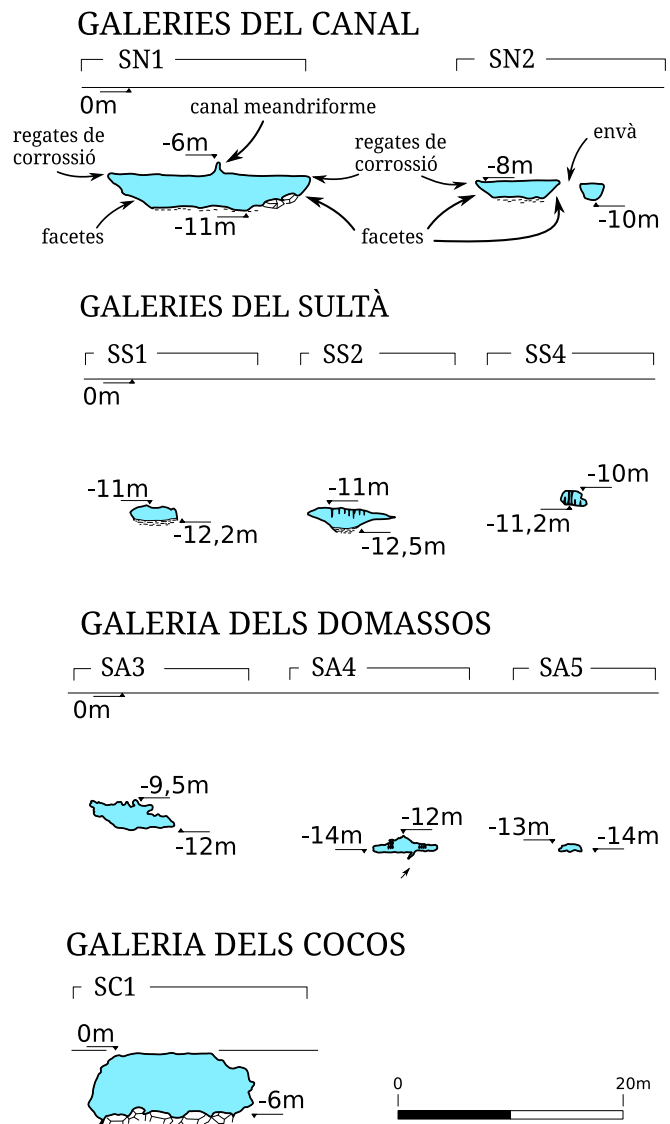 GALERIES DEL CANAL
SN1
SN2
0m
canal meandriforme
regates de
corrossió
-6m
regates de
corrossió
envà
-8m
-11m
-10m
facetes
facetes
GALERIES DEL SULTÀ
SS1
SS2
SS4
0m
-11m
-11m
-10m
-12,2m
-12,5m
-11,2m
GALERIA DELS DOMASSOS
SA3
SA4
SA5
0m
-9,5m
-12m
-12m
-14m
-13m
-14m
GALERIA DELS COCOS
SC1
0m
-6m
0
20m